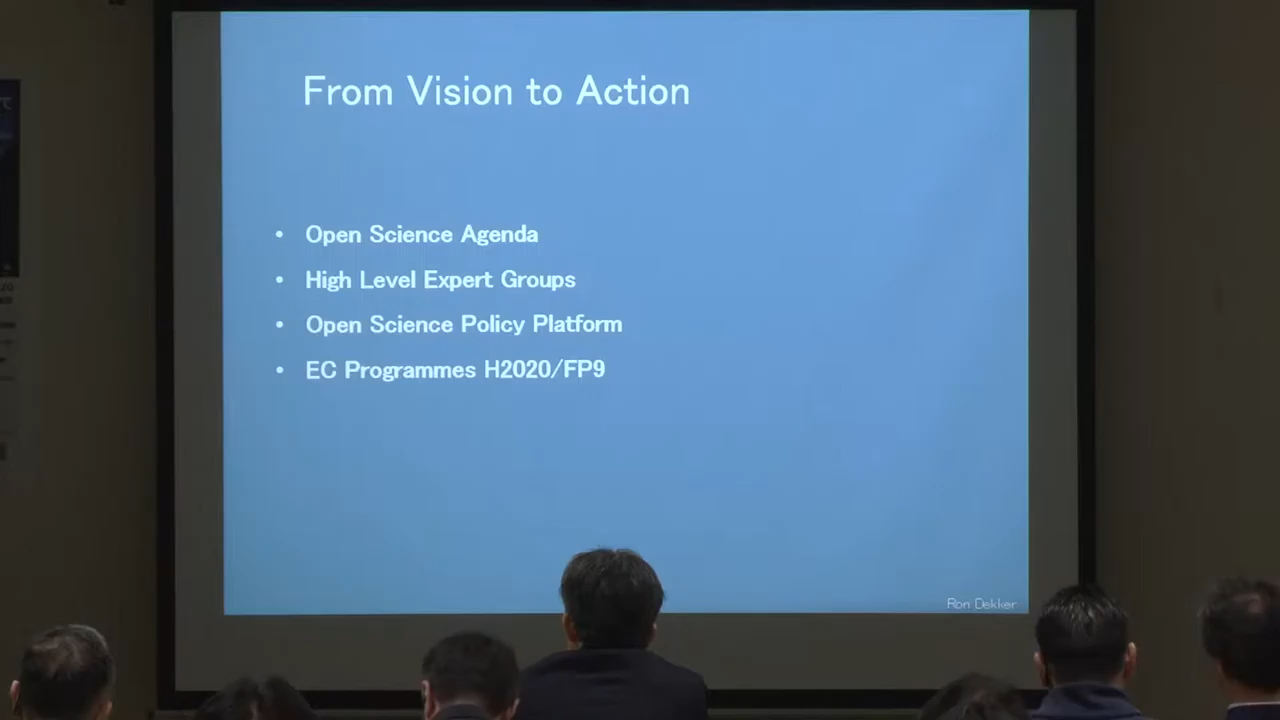 From Vision to Action
• Open Science Agenda
• High Level Expert Groups
• Open Science Policy Platform
• EC Programmes H2020/FP9
Ron Dekker